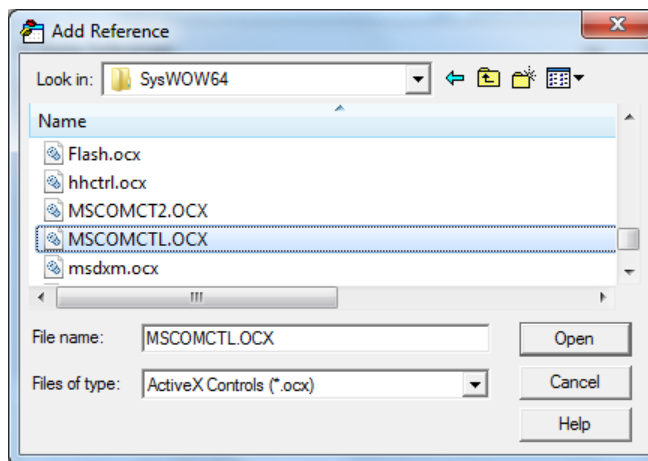 Add Reference
Look in: SysWOW64
Name
Flash.ocx
hhctrl.ocx
MSCOMCT2.OCX
MSCOMCTL.OCX
msdxm.ocx
File name: MSCOMCTL.OCX Open
Files of type: ActiveX Controls (*.ocx) Cancel
Help